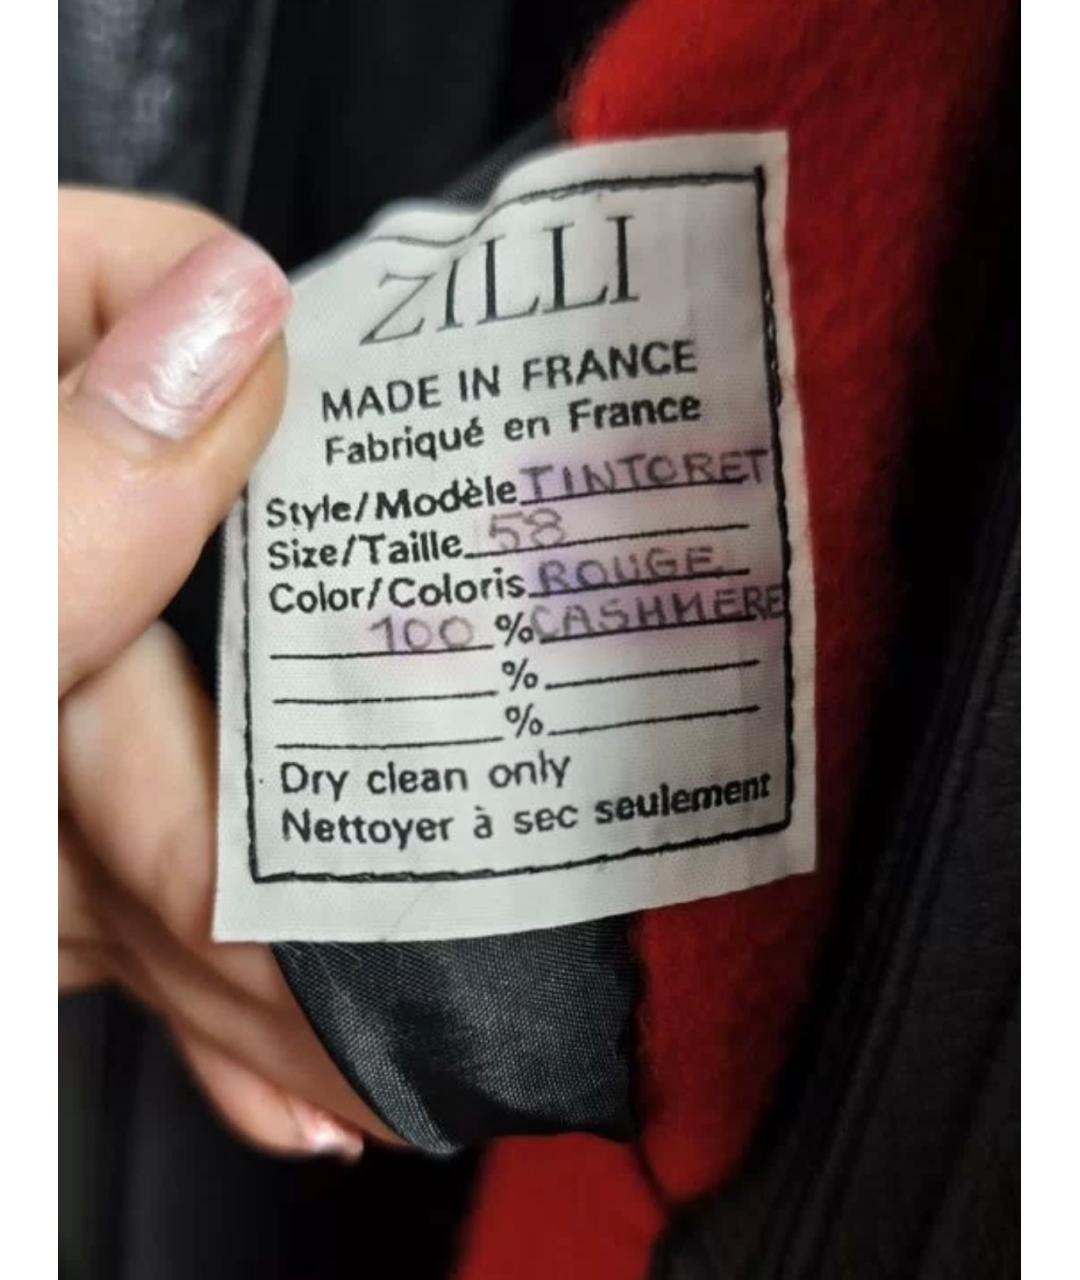 ZILLI
MADE IN FRANCE
Fabriqué en France
Style/Modèle TINTORET
Size/Taille 58
Color/Coloris ROUGE
100 % CASHMERE
%
%
Dry clean only
Nettoyer à sec seulement